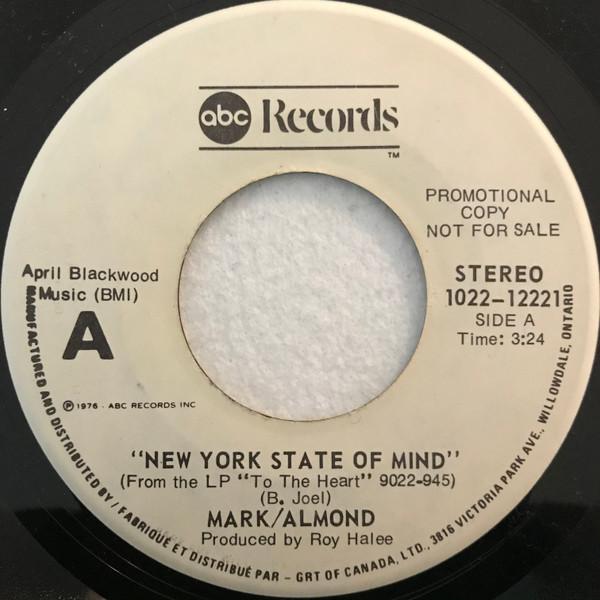 abc Records
TM
PROMOTIONAL
COPY
NOT FOR SALE
April Blackwood
Music (BMI)
A
STEREO
1022-12221
SIDE A
Time: 3:24
℗ 1976 · ABC RECORDS INC
"NEW YORK STATE OF MIND"
(From the LP "To The Heart" 9022-945)
(B. Joel)
MARK/ALMOND
Produced by Roy Halee
MANUFACTURED AND DISTRIBUTED BY / FABRIQUÉ ET DISTRIBUÉ PAR - GRT OF CANADA, LTD., 3816 VICTORIA PARK AVE., WILLOWDALE, ONTARIO